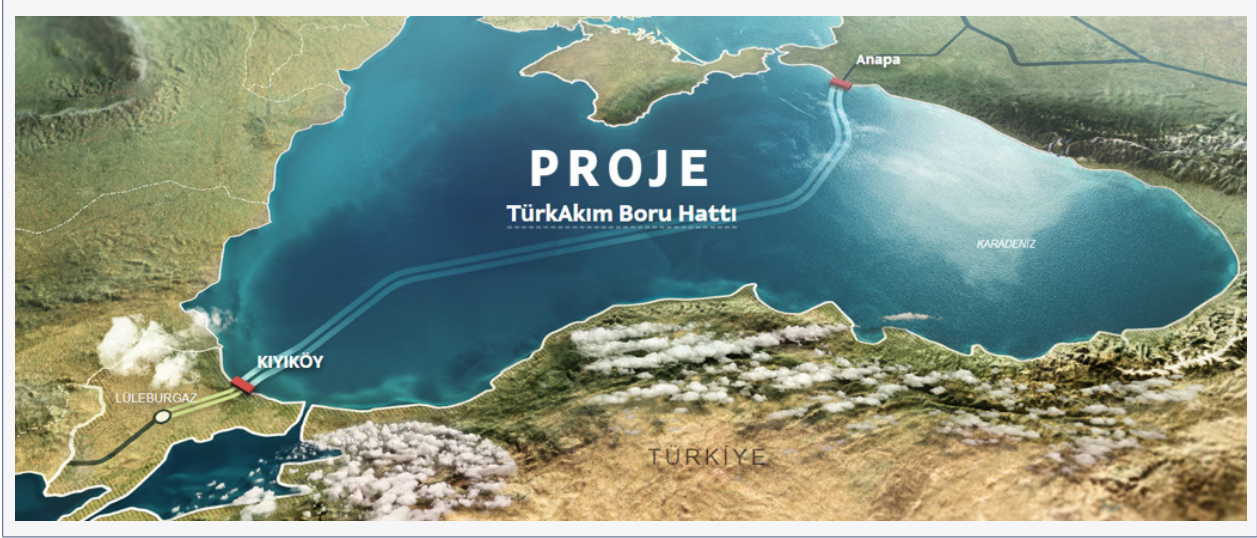 Anapa
PROJE
TürkAkım Boru Hattı
KARADENİZ
KIYIKÖY
LÜLEBURGAZ
TÜRKİYE